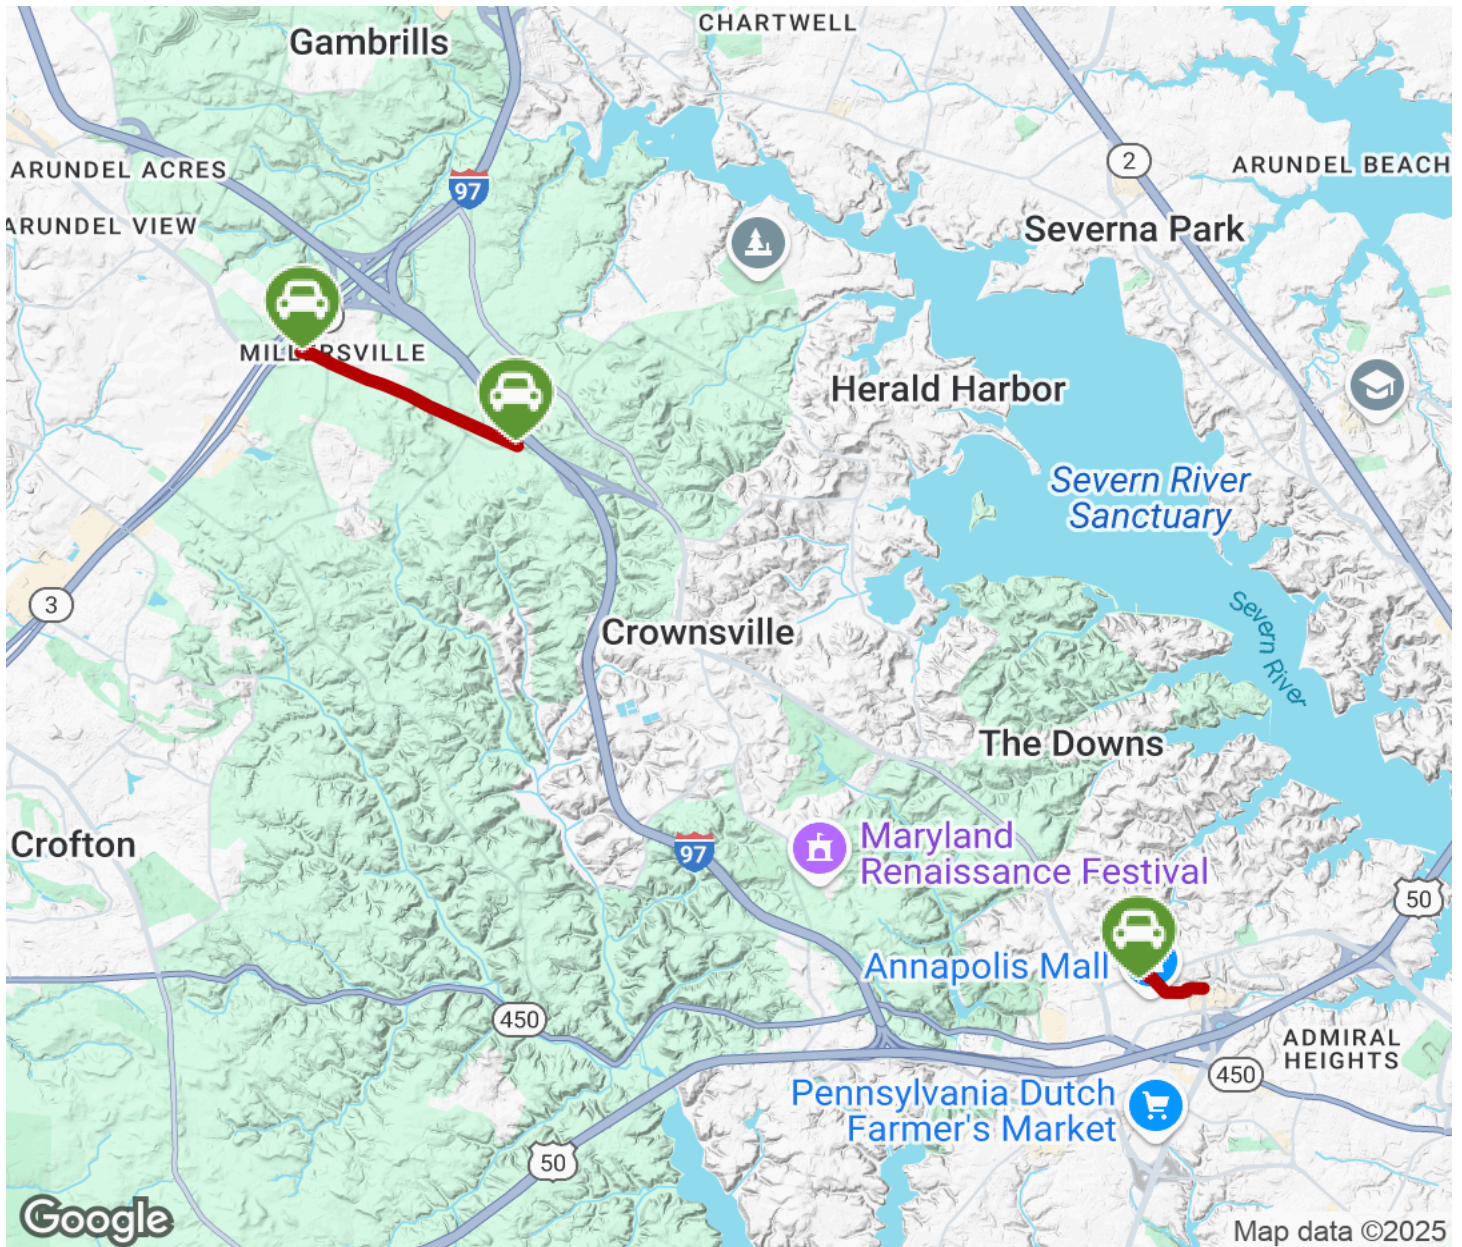 CHARTWELL
Gambrills
2
ARUNDEL BEACH
ARUNDEL ACRES
97
ARUNDEL VIEW
Severna Park
MILLERSVILLE
Herald Harbor
Severn River
Sanctuary
3
Severn River
Crownsville
The Downs
Crofton
97
Maryland
Renaissance Festival
50
Annapolis Mall
450
ADMIRAL
HEIGHTS
450
Pennsylvania Dutch
Farmer's Market
50
Google
Map data ©2025